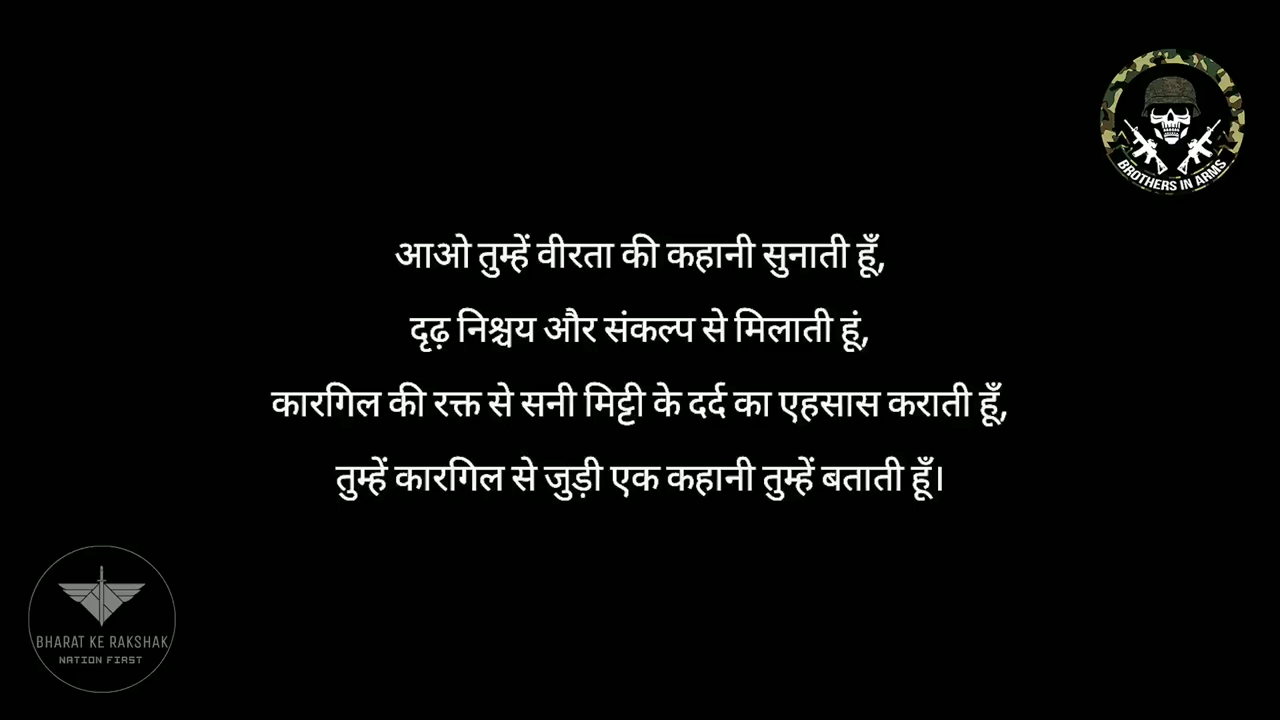 BROTHERS IN ARMS
आओ तुम्हें वीरता की कहानी सुनाती हूँ,
दृढ़ निश्चय और संकल्प से मिलाती हूं,
कारगिल की रक्त से सनी मिट्टी के दर्द का एहसास कराती हूँ,
तुम्हें कारगिल से जुड़ी एक कहानी तुम्हें बताती हूँ।
BHARAT KE RAKSHAK
NATION FIRST